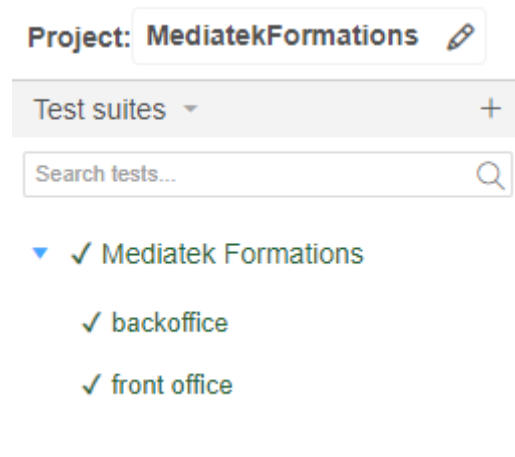 Project: MediatekFormations
Test suites
Search tests...
✓ Mediatek Formations
✓ backoffice
✓ front office